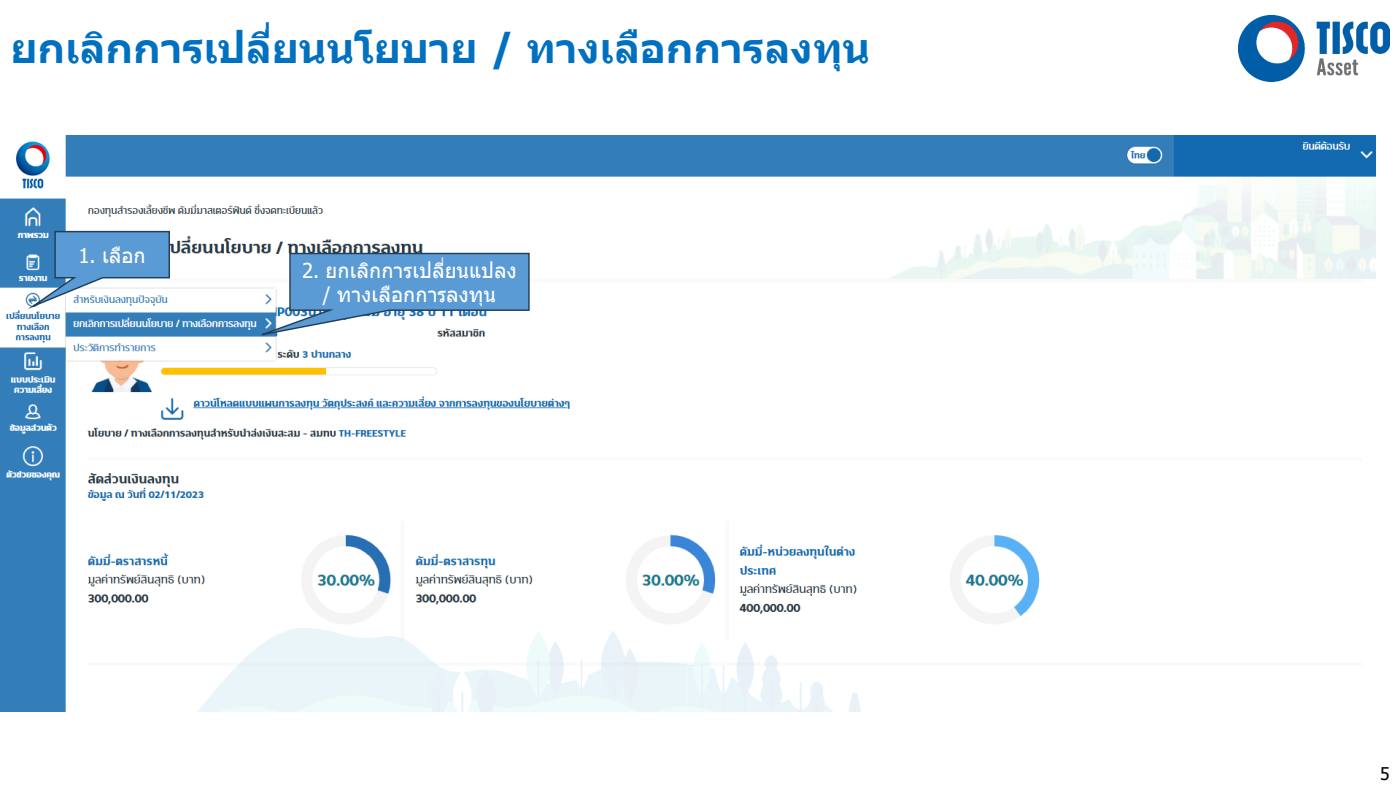 ยกเลิกการเปลี่ยนนโยบาย / ทางเลือกการลงทุน
TISCO
Asset
TISCO
ไทย
ยินดีต้อนรับ
กองทุนสำรองเลี้ยงชีพ ดัมมี่มาสเตอร์ฟันด์ ซึ่งจดทะเบียนแล้ว
ปลี่ยนนโยบาย / ทางเลือกการลงทุน
1. เลือก
2. ยกเลิกการเปลี่ยนแปลง
/ ทางเลือกการลงทุน
ภาพรวม
รายงาน
เปลี่ยนนโยบาย
ทางเลือก
การลงทุน
แบบประเมิน
ความเสี่ยง
ข้อมูลส่วนตัว
ตัวช่วยของคุณ
สำหรับเงินลงทุนปัจจุบัน
ยกเลิกการเปลี่ยนนโยบาย / ทางเลือกการลงทุน
ประวัติการทำรายการ
รหัสสมาชิก
ระดับ 3 ปานกลาง
ดาวน์โหลดแบบแผนการลงทุน วัตถุประสงค์ และความเสี่ยง จากการลงทุนของนโยบายต่างๆ
นโยบาย / ทางเลือกการลงทุนสำหรับนำส่งเงินสะสม - สมทบ TH-FREESTYLE
สัดส่วนเงินลงทุน
ข้อมูล ณ วันที่ 02/11/2023
ดัมมี่-ตราสารหนี้
มูลค่าทรัพย์สินสุทธิ (บาท)
300,000.00
30.00%
ดัมมี่-ตราสารทุน
มูลค่าทรัพย์สินสุทธิ (บาท)
300,000.00
30.00%
ดัมมี่-หน่วยลงทุนในต่าง
ประเทศ
มูลค่าทรัพย์สินสุทธิ (บาท)
400,000.00
40.00%
5